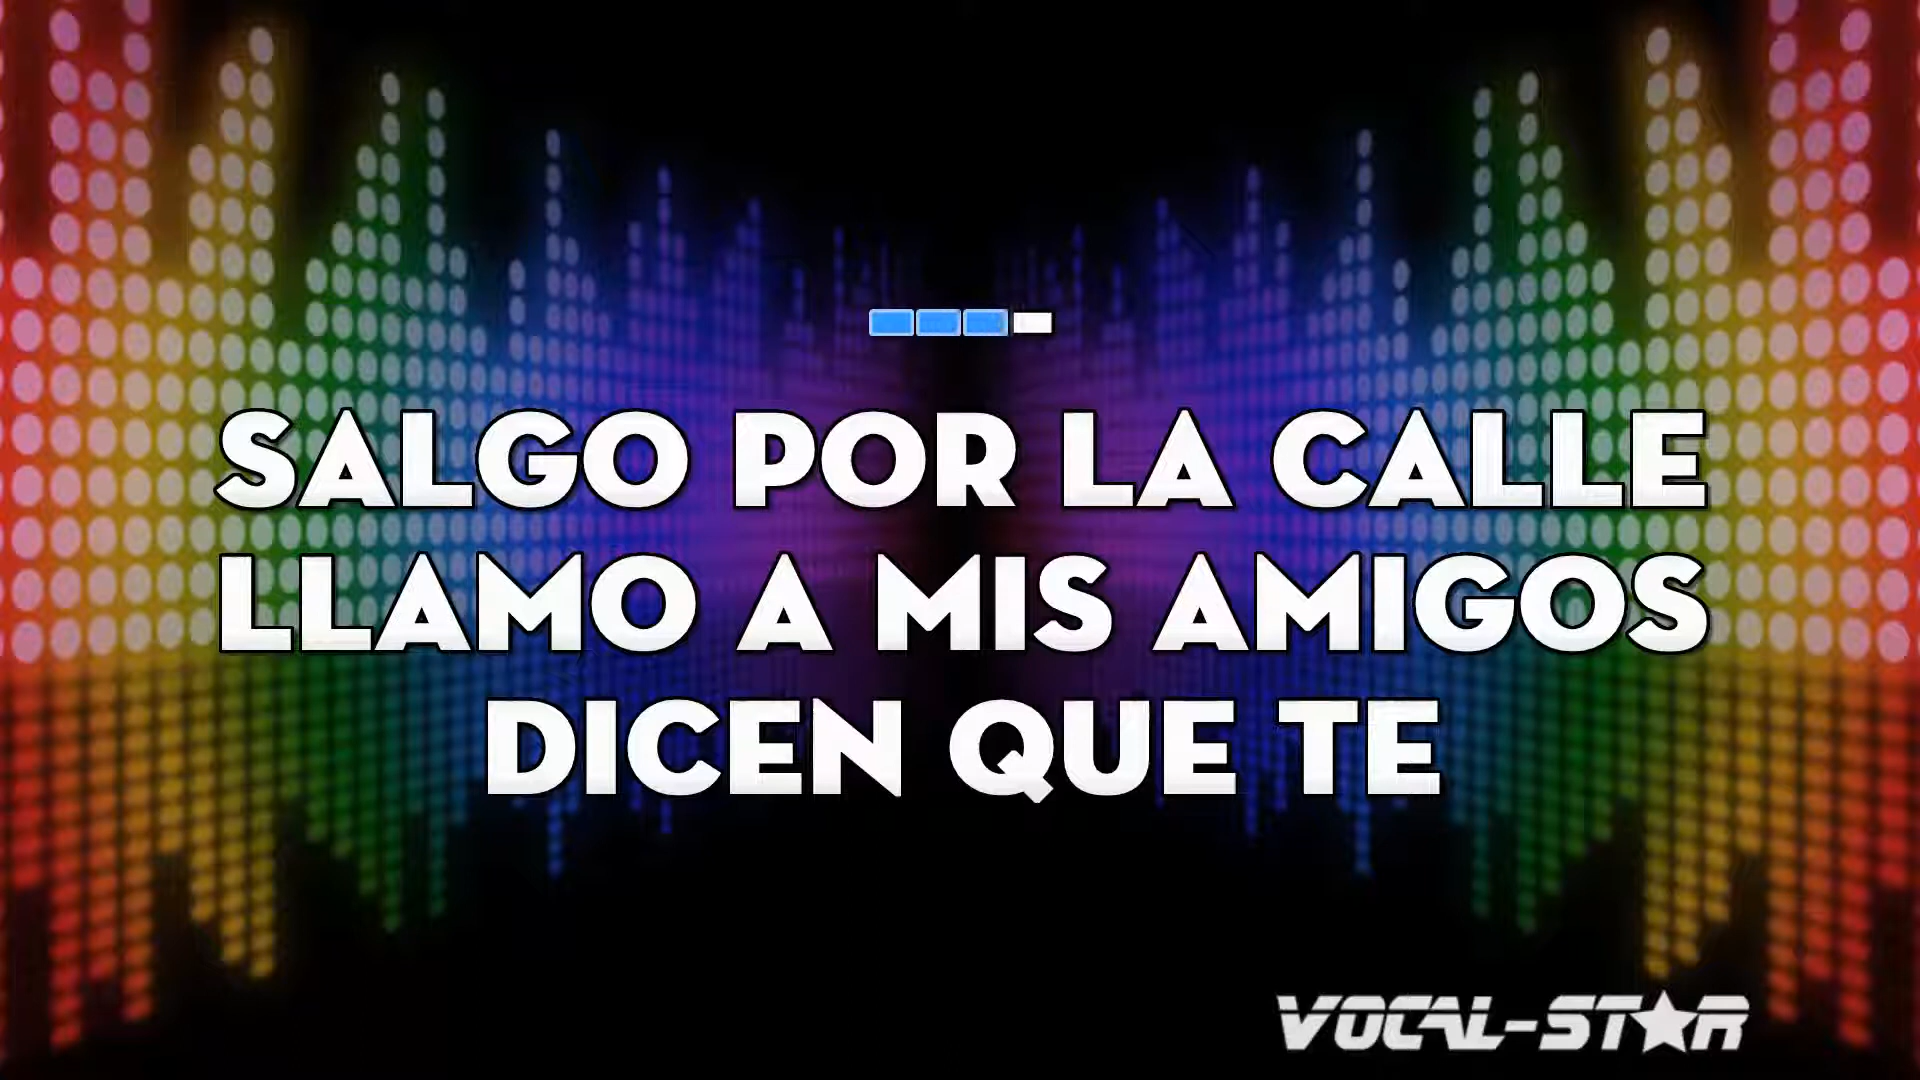 SALGO POR LA CALLE
LLAMO A MIS AMIGOS
DICEN QUE TE
VOCAL-STAR